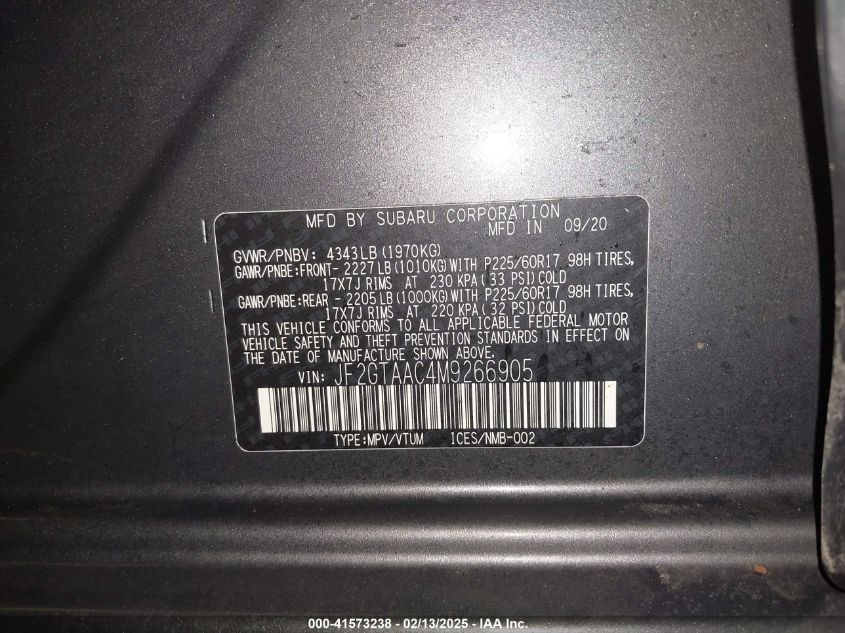 MFD BY SUBARU CORPORATION
MFD IN 09/20
GVWR/PNBV: 4343LB(1970KG)
GAWR/PNBE:FRONT- 2227LB(1010KG)WITH P225/60R17 98H TIRES,
17X7J RIMS AT 230 KPA(33 PSI)COLD
GAWR/PNBE:REAR - 2205LB(1000KG)WITH P225/60R17 98H TIRES,
17X7J RIMS AT 220 KPA(32 PSI)COLD
THIS VEHICLE CONFORMS TO ALL APPLICABLE FEDERAL MOTOR
VEHICLE SAFETY AND THEFT PREVENTION STANDARDS IN EFFECT ON
THE DATE OF MANUFACTURE SHOWN ABOVE.
VIN: JF2GTAAC4M9266905
TYPE:MPV/VTUM ICES/NMB-002
000-41573238 - 02/13/2025 - IAA Inc.